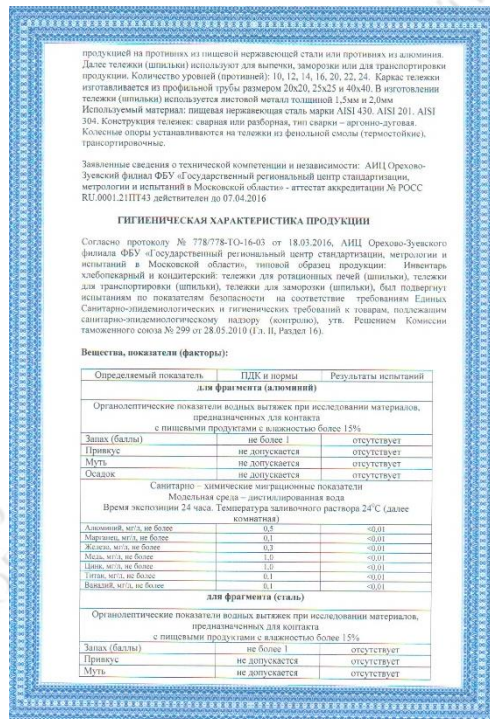 продукцией на противнях из пищевой нержавеющей стали или противнях из алюминия.
Далее тележки (шпильки) используют для выпечки, заморозки или для транспортировки
продукции. Количество уровней (противней): 10, 12, 14, 16, 20, 22, 24. Каркас тележки
изготавливается из профильной трубы размером 20х20, 25х25 и 40х40. В изготовлении
тележки (шпильки) используется листовой металл толщиной 1,5мм и 2,0мм
Используемый материал: пищевая нержавеющая сталь марки AISI 430. AISI 201. AISI
304. Конструкция тележек: сварная или разборная, тип сварки – аргонно-дуговая.
Колесные опоры устанавливаются на тележки из фенольной смолы (термостойкие),
транспортировочные.
Заявленные сведения о технической компетенции и независимости: АИЦ Орехово-
Зуевский филиал ФБУ «Государственный региональный центр стандартизации,
метрологии и испытаний в Московской области» - аттестат аккредитации № РОСС
RU.0001.21ПТ43 действителен до 07.04.2016
ГИГИЕНИЧЕСКАЯ ХАРАКТЕРИСТИКА ПРОДУКЦИИ
Согласно протоколу № 778/778-ТО-16-03 от 18.03.2016, АИЦ Орехово-Зуевского
филиала ФБУ «Государственный региональный центр стандартизации, метрологии и
испытаний в Московской области», типовой образец продукции: Инвентарь
хлебопекарный и кондитерский: тележки для ротационных печей (шпильки), тележки
для транспортировки (шпильки), тележки для заморозки (шпильки), был подвергнут
испытаниям по показателям безопасности на соответствие требованиям Единых
Санитарно-эпидемиологических и гигиенических требований к товарам, подлежащим
санитарно-эпидемиологическому надзору (контролю), утв. Решением Комиссии
таможенного союза № 299 от 28.05.2010 (Гл. II, Раздел 16).
Вещества, показатели (факторы):
Определяемый показатель ПДК и нормы Результаты испытаний
для фрагмента (алюминий)
Органолептические показатели водных вытяжек при исследовании материалов,
предназначенных для контакта
с пищевыми продуктами с влажностью более 15%
Запах (баллы) не более 1 отсутствует
Привкус не допускается отсутствует
Муть не допускается отсутствует
Осадок не допускается отсутствует
Санитарно – химические миграционные показатели
Модельная среда – дистиллированная вода
Время экспозиции 24 часа. Температура заливочного раствора 24°С (далее
комнатная)
Алюминий, мг/л, не более 0,5 <0,01
Марганец, мг/л, не более 0,1 <0,01
Железо, мг/л, не более 0,3 <0,01
Медь, мг/л, не более 1,0 <0,01
Цинк, мг/л, не более 1,0 <0,01
Титан, мг/л, не более 0,1 <0,01
Ванадий, мг/л, не более 0,1 <0,01
для фрагмента (сталь)
Органолептические показатели водных вытяжек при исследовании материалов,
предназначенных для контакта
с пищевыми продуктами с влажностью более 15%
Запах (баллы) не более 1 отсутствует
Привкус не допускается отсутствует
Муть не допускается отсутствует